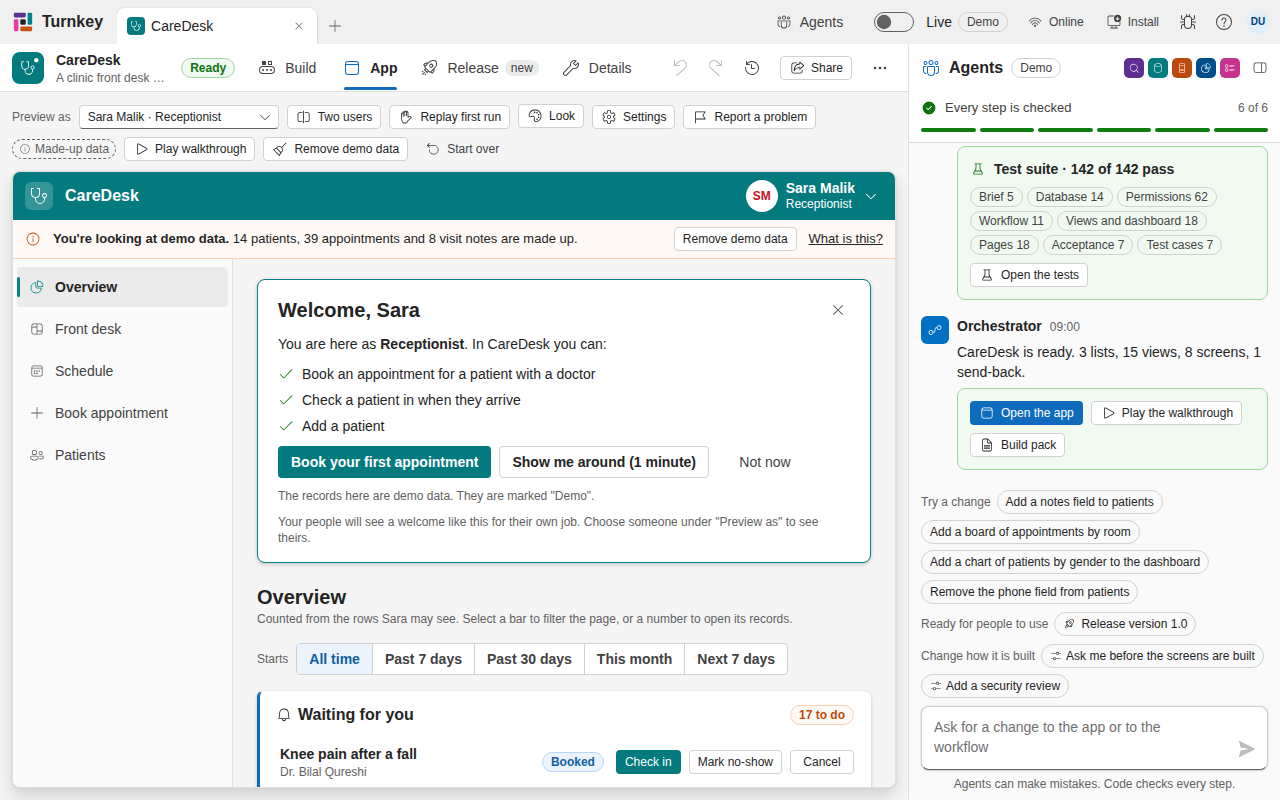 Turnkey
CareDesk
Agents
Live
Demo
Online
Install
DU
CareDesk
A clinic front desk ...
Ready
Build
App
Release new
Details
Share
Agents
Demo
Every step is checked
6 of 6
Preview as
Sara Malik · Receptionist
Two users
Replay first run
Look
Settings
Report a problem
Made-up data
Play walkthrough
Remove demo data
Start over
CareDesk
SM
Sara Malik
Receptionist
You're looking at demo data. 14 patients, 39 appointments and 8 visit notes are made up.
Remove demo data
What is this?
Overview
Front desk
Schedule
Book appointment
Patients
Welcome, Sara
You are here as Receptionist. In CareDesk you can:
Book an appointment for a patient with a doctor
Check a patient in when they arrive
Add a patient
Book your first appointment
Show me around (1 minute)
Not now
The records here are demo data. They are marked "Demo".
Your people will see a welcome like this for their own job. Choose someone under "Preview as" to see
theirs.
Overview
Counted from the rows Sara may see. Select a bar to filter the page, or a number to open its records.
Starts
All time
Past 7 days
Past 30 days
This month
Next 7 days
Waiting for you
17 to do
Knee pain after a fall
Dr. Bilal Qureshi
Booked
Check in
Mark no-show
Cancel
Test suite · 142 of 142 pass
Brief 5
Database 14
Permissions 62
Workflow 11
Views and dashboard 18
Pages 18
Acceptance 7
Test cases 7
Open the tests
Orchestrator 09:00
CareDesk is ready. 3 lists, 15 views, 8 screens, 1
send-back.
Open the app
Play the walkthrough
Build pack
Try a change
Add a notes field to patients
Add a board of appointments by room
Add a chart of patients by gender to the dashboard
Remove the phone field from patients
Ready for people to use
Release version 1.0
Change how it is built
Ask me before the screens are built
Add a security review
Ask for a change to the app or to the
workflow
Agents can make mistakes. Code checks every step.